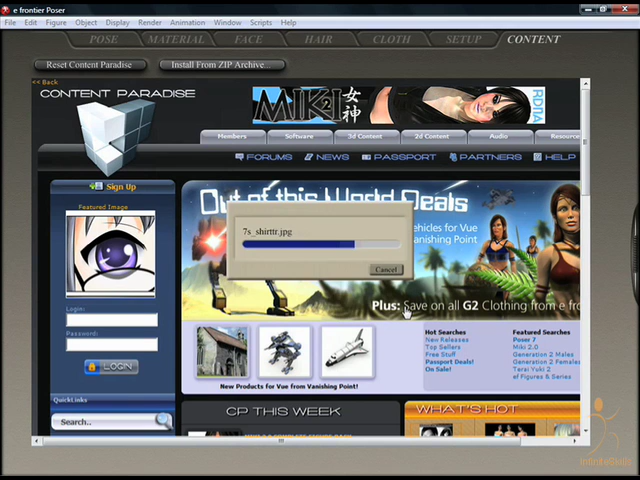 e frontier Poser
File Edit Figure Object Display Render Animation Window Scripts Help
POSE MATERIAL FACE HAIR CLOTH SETUP CONTENT
Reset Content Paradise Install From ZIP Archive...
<< Back
CONTENT PARADISE
MIKI2 女神 RDNA
Members Software 3d Content 2d Content Audio Resource
FORUMS NEWS PASSPORT PARTNERS HELP
Sign Up
Featured Image
Login:
Password:
LOGIN
QuickLinks
Search..
Out of this World Deals
ehicles for Vue
Vanishing Point
7s_shirttr.jpg
Cancel
Plus: Save on all G2 Clothing from e fro
New Products for Vue from Vanishing Point!
Hot Searches
New Releases
Top Sellers
Free Stuff
Passport Deals!
On Sale!
Featured Searches
Poser 7
Miki 2.0
Generation 2 Males
Generation 2 Females
Tarai Yuki 2
eF Figures & Series
CP THIS WEEK
WHAT'S HOT
InfiniteSkills